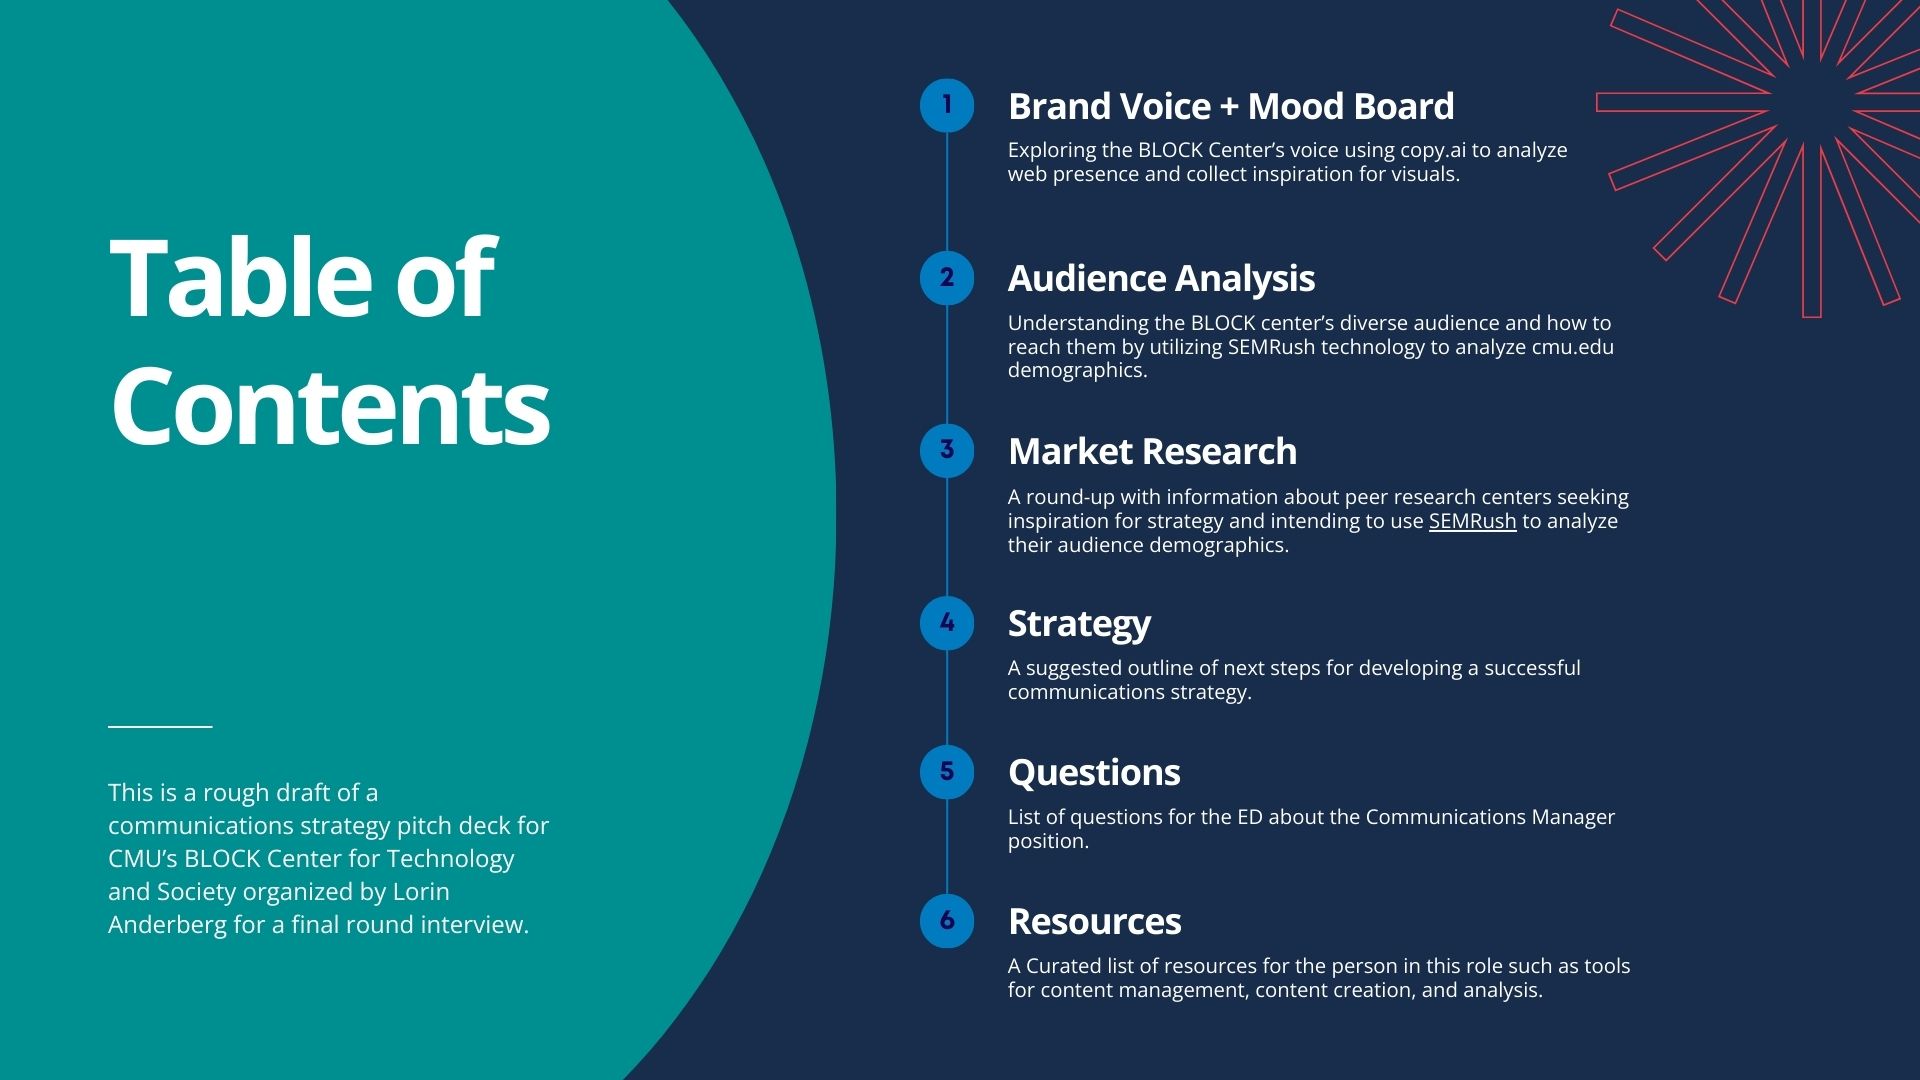 Table of
Contents
This is a rough draft of a
communications strategy pitch deck for
CMU’s BLOCK Center for Technology
and Society organized by Lorin
Anderberg for a final round interview.
1
Brand Voice + Mood Board
Exploring the BLOCK Center’s voice using copy.ai to analyze
web presence and collect inspiration for visuals.
2
Audience Analysis
Understanding the BLOCK center’s diverse audience and how to
reach them by utilizing SEMRush technology to analyze cmu.edu
demographics.
3
Market Research
A round-up with information about peer research centers seeking
inspiration for strategy and intending to use SEMRush to analyze
their audience demographics.
4
Strategy
A suggested outline of next steps for developing a successful
communications strategy.
5
Questions
List of questions for the ED about the Communications Manager
position.
6
Resources
A Curated list of resources for the person in this role such as tools
for content management, content creation, and analysis.